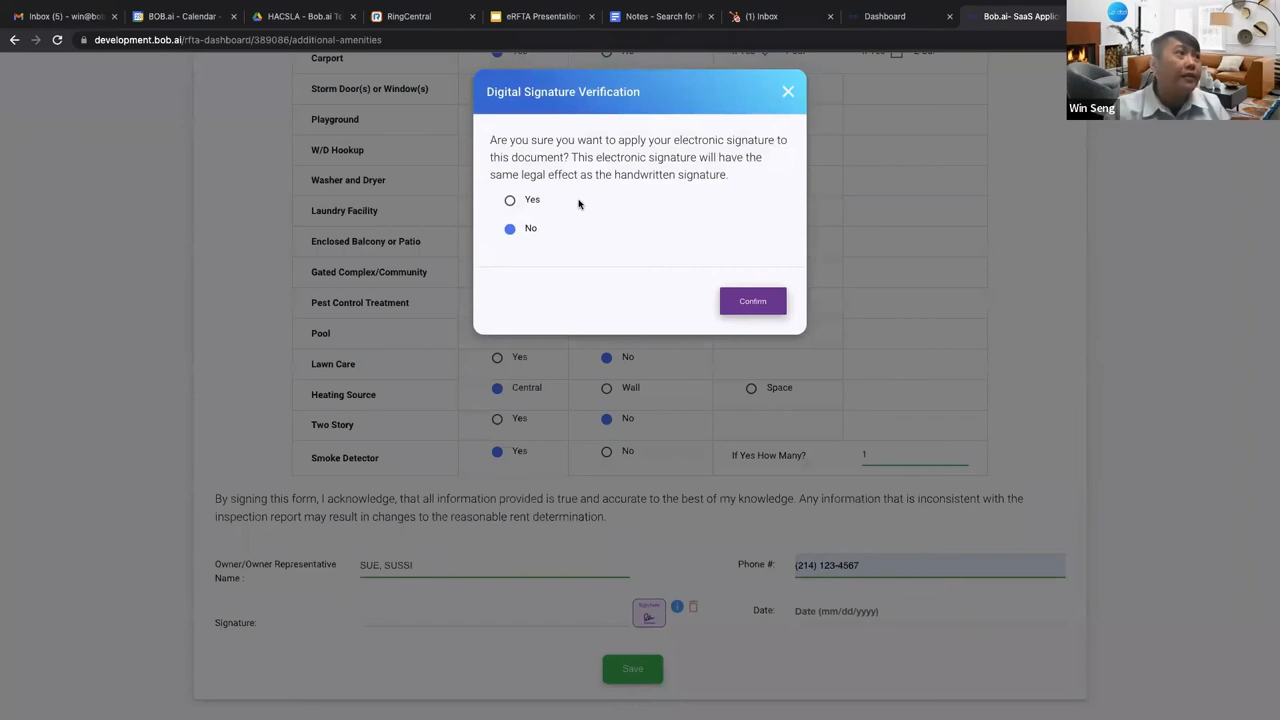 Inbox (5) - win@bob
BOB.ai - Calendar -
HACSLA - Bob.ai Te
RingCentral
eRFTA Presentation
Notes - Search for R
(1) Inbox
Dashboard
Bob.ai- SaaS Applic
development.bob.ai/rfta-dashboard/389086/additional-amenities
Win Seng
Carport
Storm Door(s) or Window(s)
Playground
W/D Hookup
Washer and Dryer
Laundry Facility
Enclosed Balcony or Patio
Gated Complex/Community
Pest Control Treatment
Pool
Digital Signature Verification
Are you sure you want to apply your electronic signature to
this document? This electronic signature will have the
same legal effect as the handwritten signature.
Yes
No
Confirm
Lawn Care Yes No
Heating Source Central Wall Space
Two Story Yes No
Smoke Detector Yes No If Yes How Many? 1
By signing this form, I acknowledge, that all information provided is true and accurate to the best of my knowledge. Any information that is inconsistent with the
inspection report may result in changes to the reasonable rent determination.
Owner/Owner Representative
Name : SUE, SUSSI Phone #: (214) 123-4567
Signature: Signature Date: Date (mm/dd/yyyy)
Save